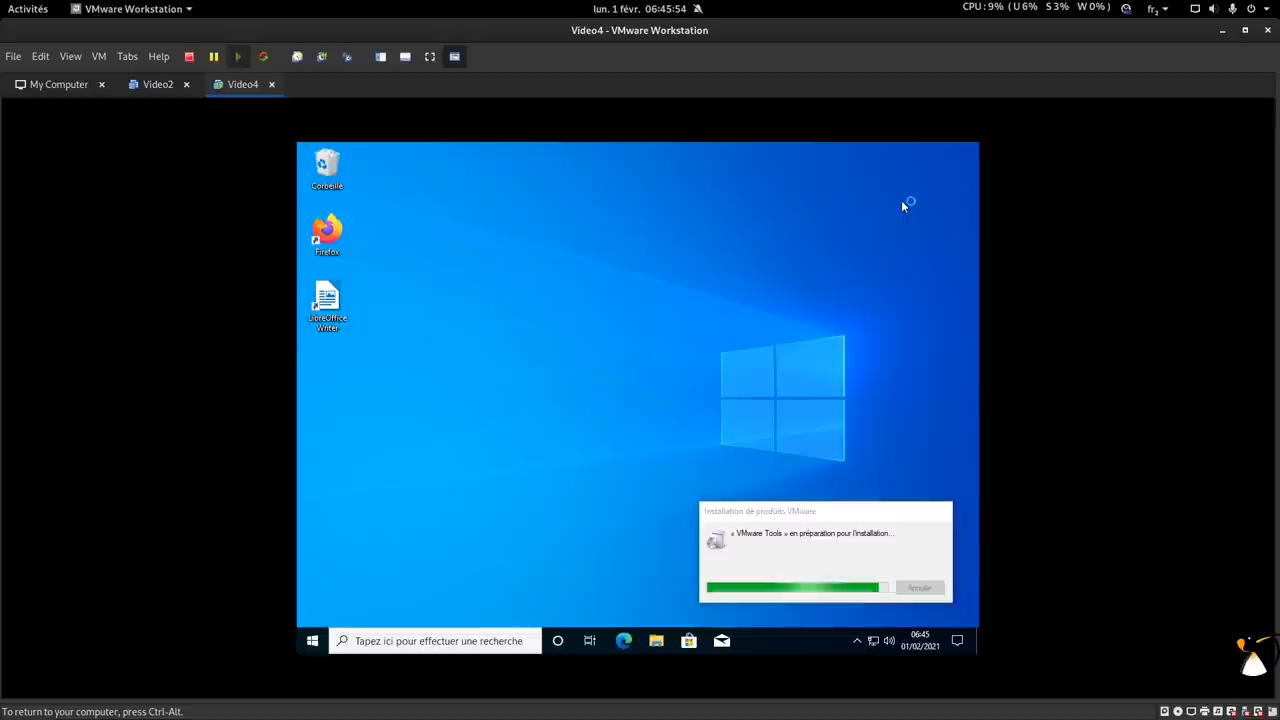 Activités
VMware Workstation
lun. 1 févr. 06:45:54
CPU: 9% (U 6% S 3% W 0%)
fr₂
Video4 - VMware Workstation
File Edit View VM Tabs Help
My Computer
Video2
Video4
Corbeille
Firefox
LibreOffice
Writer
Installation de produits VMware
« VMware Tools » en préparation pour l'installation...
Annuler
Tapez ici pour effectuer une recherche
06:45
01/02/2021
To return to your computer, press Ctrl-Alt.